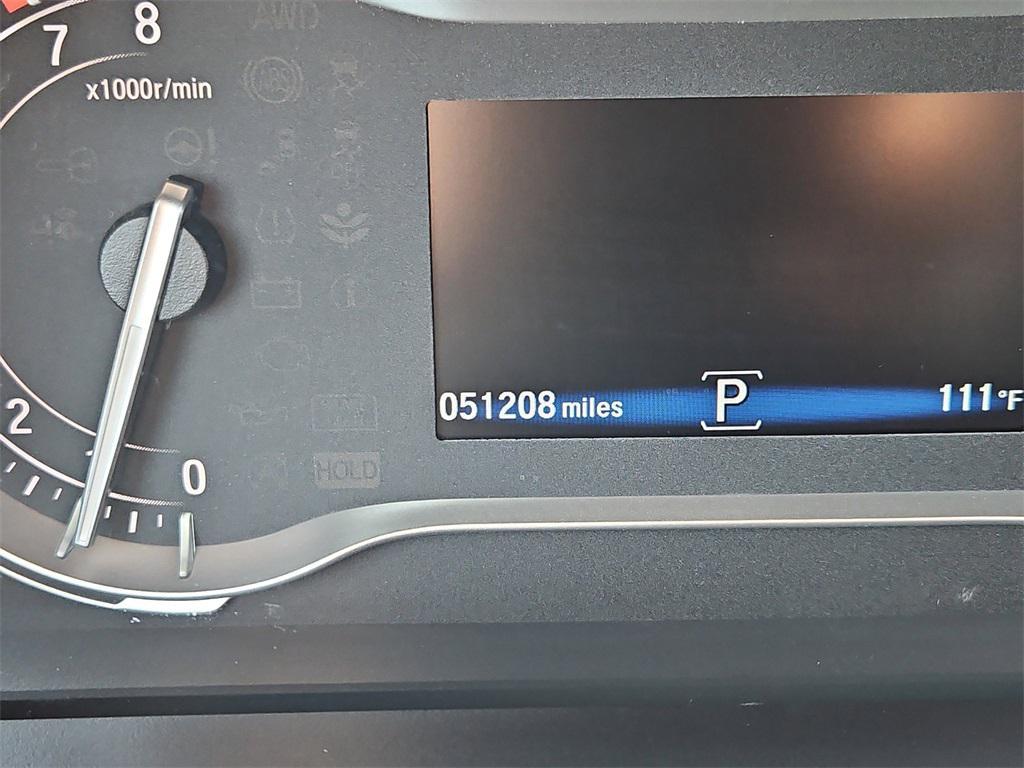 AWD
8
7
x1000r/min
ABS
2
0
HOLD
051208 miles
P
111°F